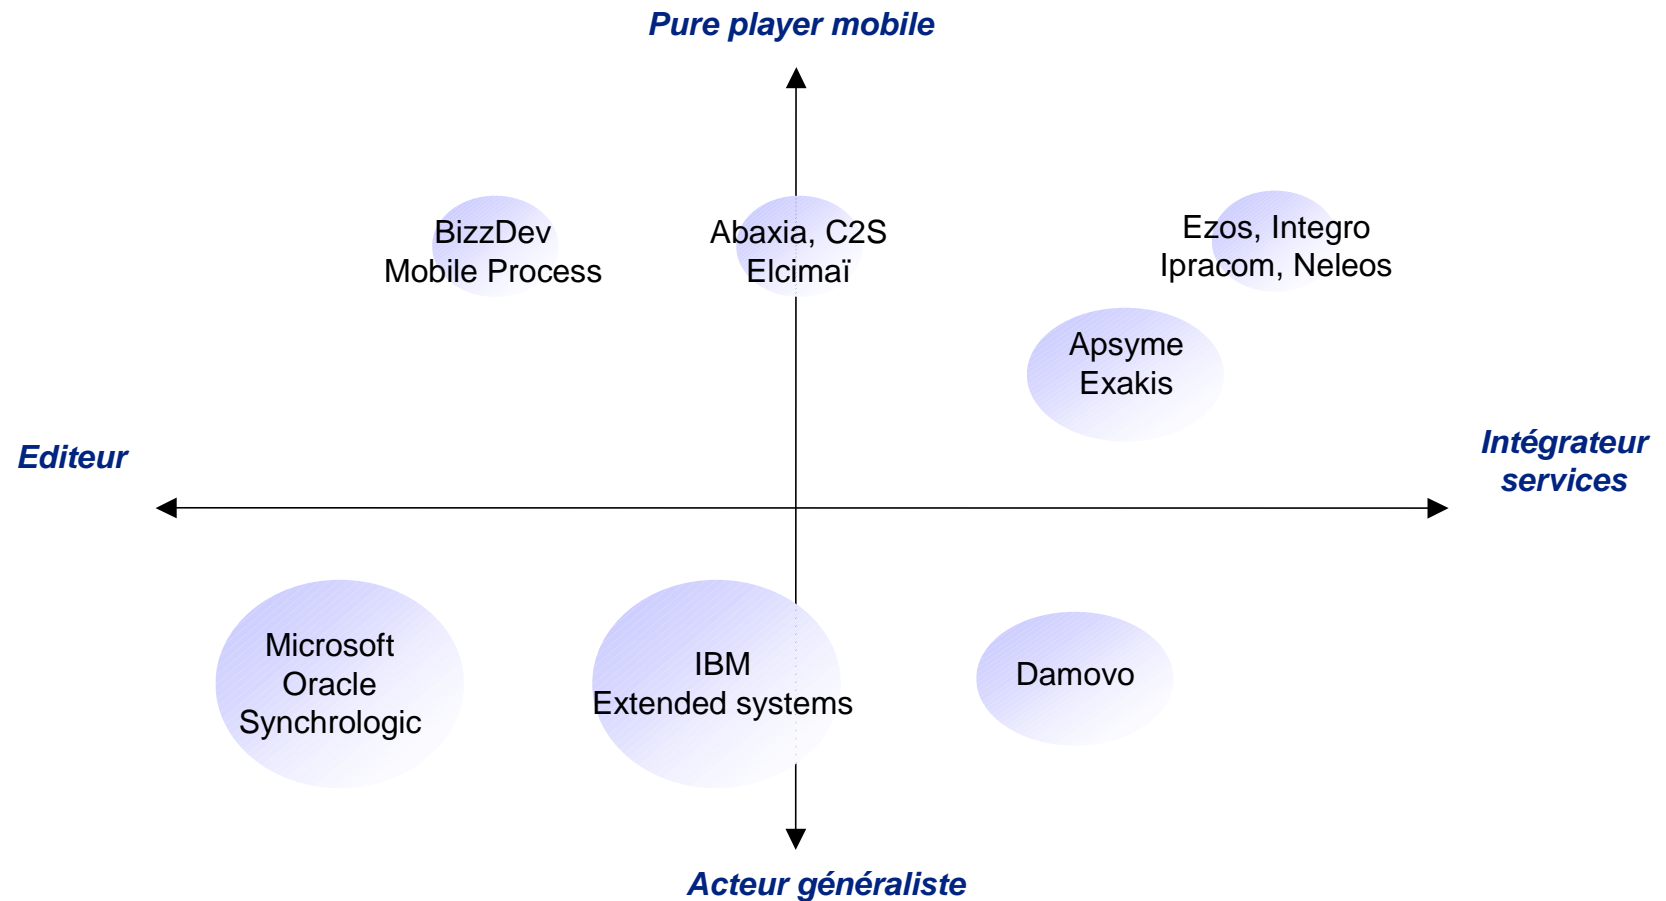 Pure player mobile
BizzDev
Mobile Process
Abaxia, C2S
Elcimaï
Ezos, Integro
Ipracom, Neleos
Apsyme
Exakis
Editeur
Intégrateur
services
Microsoft
Oracle
Synchrologic
IBM
Extended systems
Damovo
Acteur généraliste